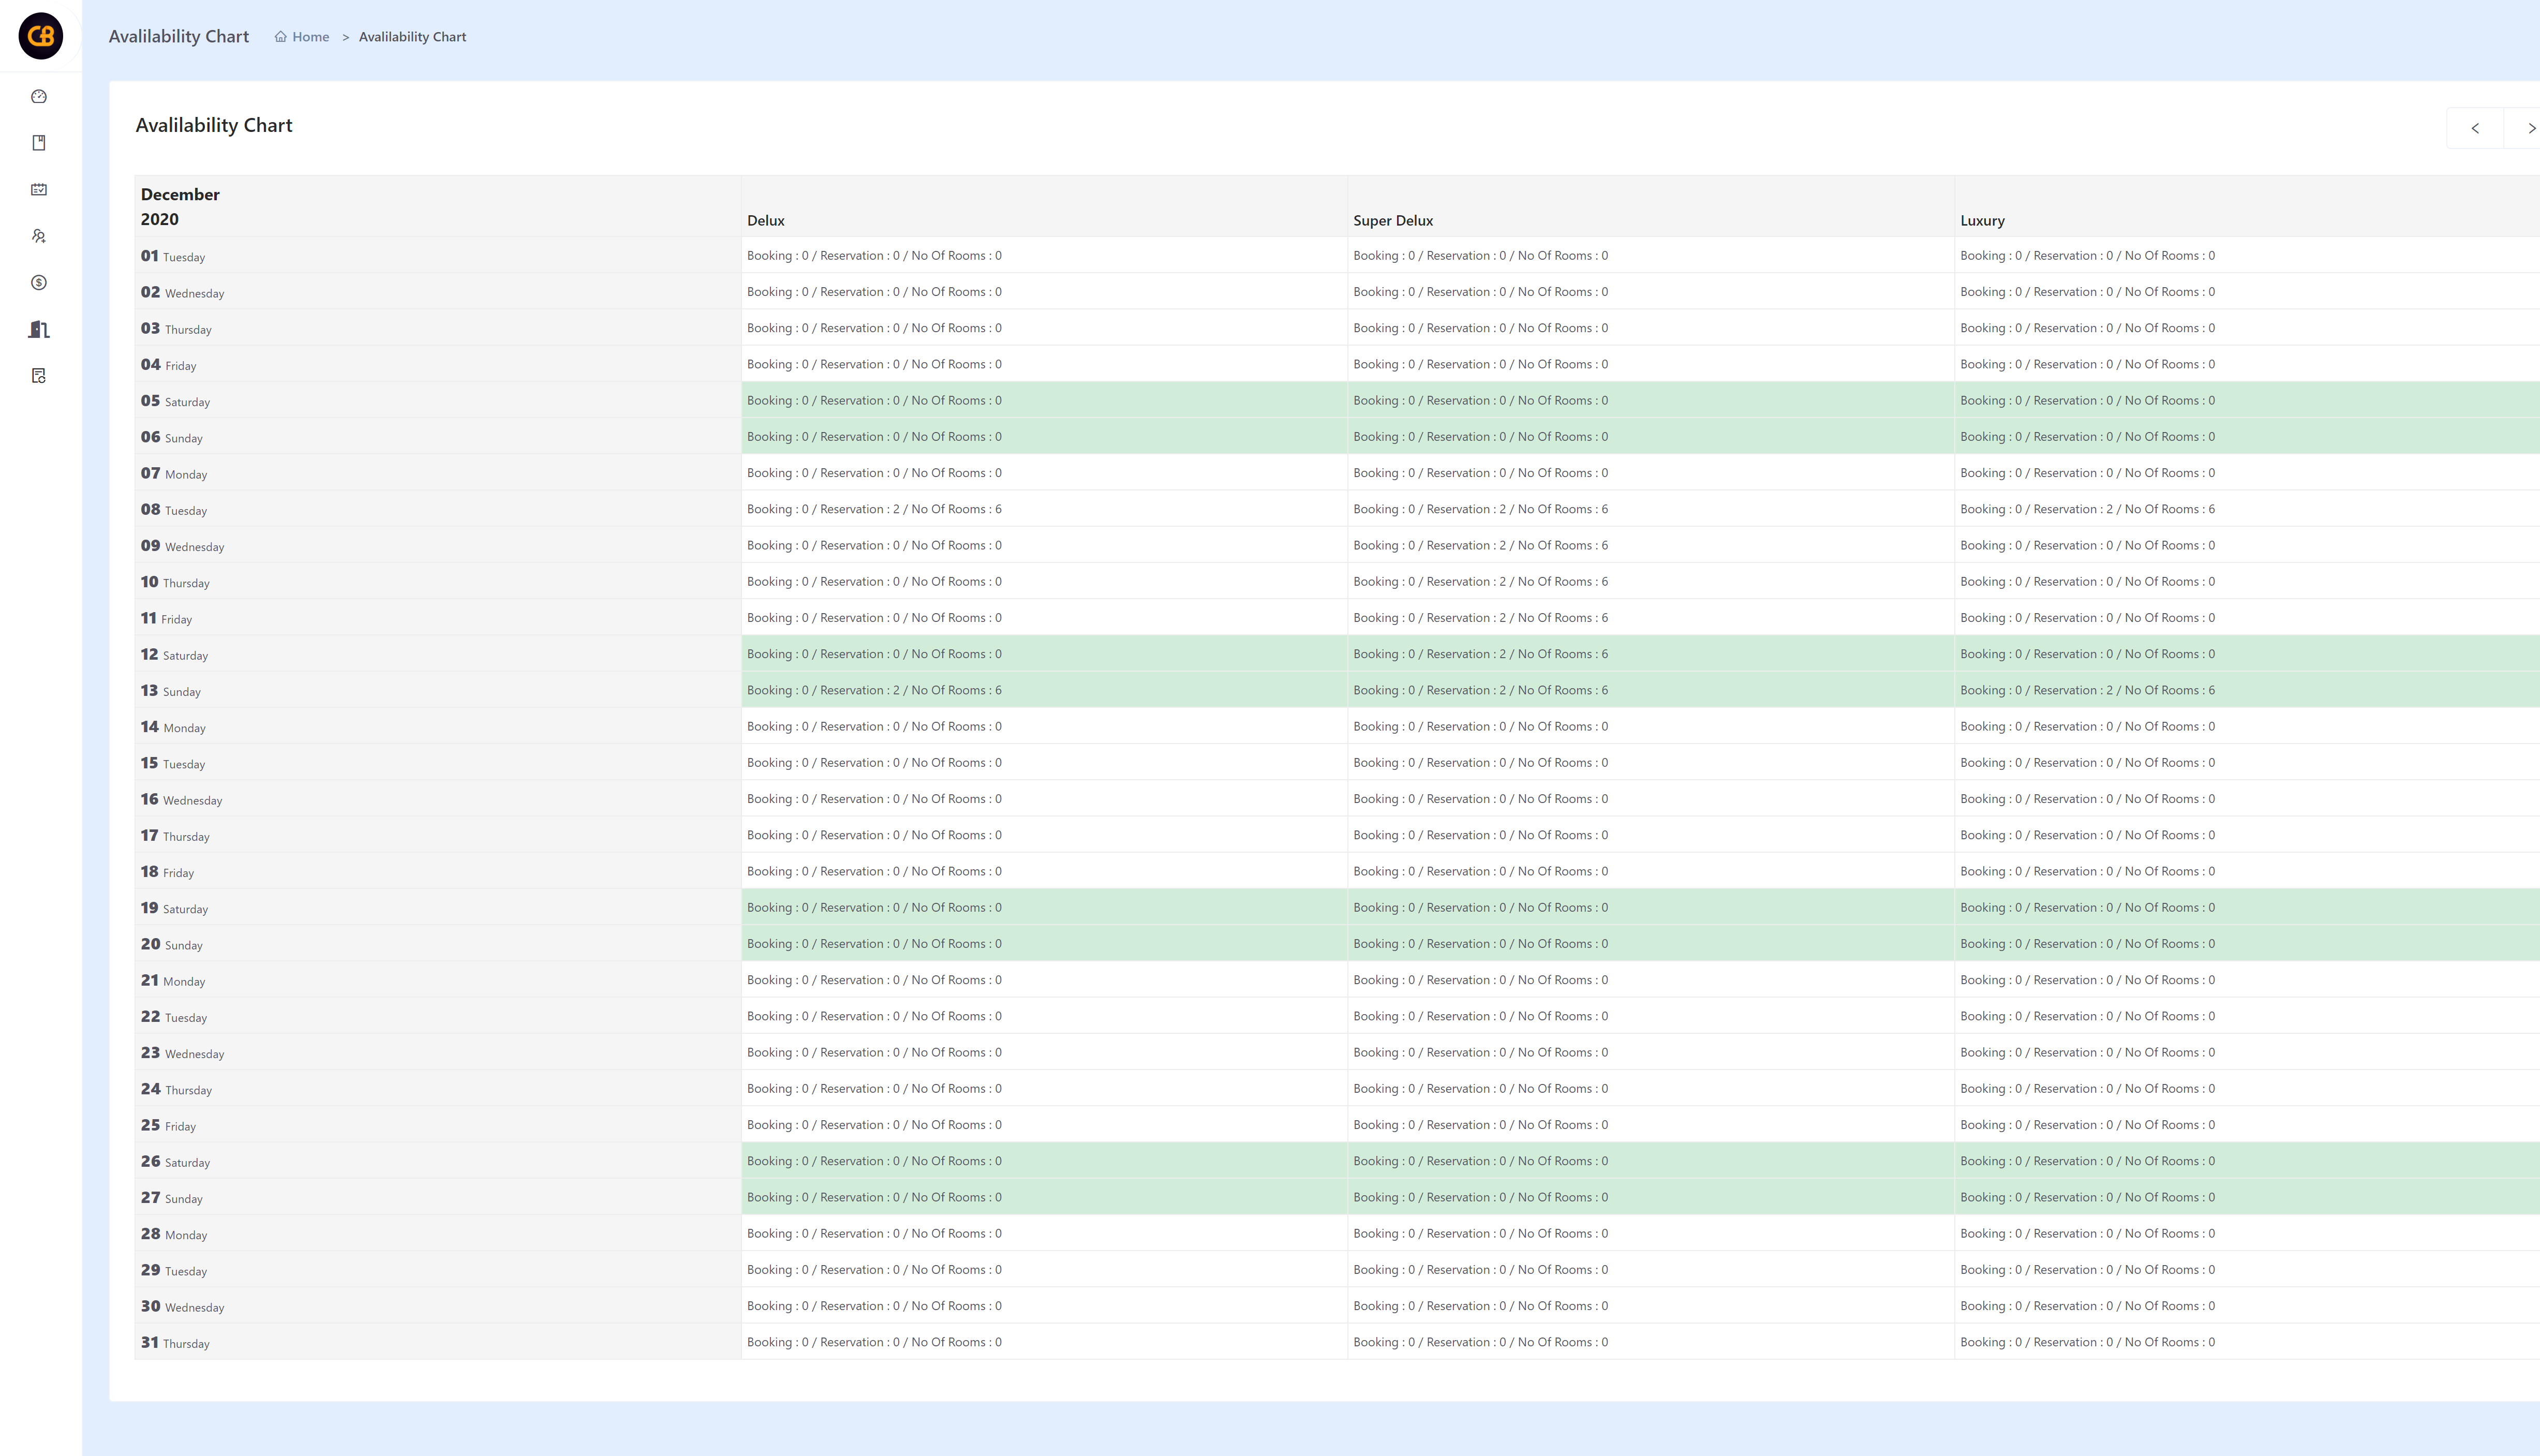 CB
Avalilability Chart Home > Avalilability Chart
Avalilability Chart
December
2020 Delux Super Delux Luxury
01 Tuesday Booking : 0 / Reservation : 0 / No Of Rooms : 0 Booking : 0 / Reservation : 0 / No Of Rooms : 0 Booking : 0 / Reservation : 0 / No Of Rooms : 0
02 Wednesday Booking : 0 / Reservation : 0 / No Of Rooms : 0 Booking : 0 / Reservation : 0 / No Of Rooms : 0 Booking : 0 / Reservation : 0 / No Of Rooms : 0
03 Thursday Booking : 0 / Reservation : 0 / No Of Rooms : 0 Booking : 0 / Reservation : 0 / No Of Rooms : 0 Booking : 0 / Reservation : 0 / No Of Rooms : 0
04 Friday Booking : 0 / Reservation : 0 / No Of Rooms : 0 Booking : 0 / Reservation : 0 / No Of Rooms : 0 Booking : 0 / Reservation : 0 / No Of Rooms : 0
05 Saturday Booking : 0 / Reservation : 0 / No Of Rooms : 0 Booking : 0 / Reservation : 0 / No Of Rooms : 0 Booking : 0 / Reservation : 0 / No Of Rooms : 0
06 Sunday Booking : 0 / Reservation : 0 / No Of Rooms : 0 Booking : 0 / Reservation : 0 / No Of Rooms : 0 Booking : 0 / Reservation : 0 / No Of Rooms : 0
07 Monday Booking : 0 / Reservation : 0 / No Of Rooms : 0 Booking : 0 / Reservation : 0 / No Of Rooms : 0 Booking : 0 / Reservation : 0 / No Of Rooms : 0
08 Tuesday Booking : 0 / Reservation : 2 / No Of Rooms : 6 Booking : 0 / Reservation : 2 / No Of Rooms : 6 Booking : 0 / Reservation : 2 / No Of Rooms : 6
09 Wednesday Booking : 0 / Reservation : 0 / No Of Rooms : 0 Booking : 0 / Reservation : 2 / No Of Rooms : 6 Booking : 0 / Reservation : 0 / No Of Rooms : 0
10 Thursday Booking : 0 / Reservation : 0 / No Of Rooms : 0 Booking : 0 / Reservation : 2 / No Of Rooms : 6 Booking : 0 / Reservation : 0 / No Of Rooms : 0
11 Friday Booking : 0 / Reservation : 0 / No Of Rooms : 0 Booking : 0 / Reservation : 2 / No Of Rooms : 6 Booking : 0 / Reservation : 0 / No Of Rooms : 0
12 Saturday Booking : 0 / Reservation : 0 / No Of Rooms : 0 Booking : 0 / Reservation : 2 / No Of Rooms : 6 Booking : 0 / Reservation : 0 / No Of Rooms : 0
13 Sunday Booking : 0 / Reservation : 2 / No Of Rooms : 6 Booking : 0 / Reservation : 2 / No Of Rooms : 6 Booking : 0 / Reservation : 2 / No Of Rooms : 6
14 Monday Booking : 0 / Reservation : 0 / No Of Rooms : 0 Booking : 0 / Reservation : 0 / No Of Rooms : 0 Booking : 0 / Reservation : 0 / No Of Rooms : 0
15 Tuesday Booking : 0 / Reservation : 0 / No Of Rooms : 0 Booking : 0 / Reservation : 0 / No Of Rooms : 0 Booking : 0 / Reservation : 0 / No Of Rooms : 0
16 Wednesday Booking : 0 / Reservation : 0 / No Of Rooms : 0 Booking : 0 / Reservation : 0 / No Of Rooms : 0 Booking : 0 / Reservation : 0 / No Of Rooms : 0
17 Thursday Booking : 0 / Reservation : 0 / No Of Rooms : 0 Booking : 0 / Reservation : 0 / No Of Rooms : 0 Booking : 0 / Reservation : 0 / No Of Rooms : 0
18 Friday Booking : 0 / Reservation : 0 / No Of Rooms : 0 Booking : 0 / Reservation : 0 / No Of Rooms : 0 Booking : 0 / Reservation : 0 / No Of Rooms : 0
19 Saturday Booking : 0 / Reservation : 0 / No Of Rooms : 0 Booking : 0 / Reservation : 0 / No Of Rooms : 0 Booking : 0 / Reservation : 0 / No Of Rooms : 0
20 Sunday Booking : 0 / Reservation : 0 / No Of Rooms : 0 Booking : 0 / Reservation : 0 / No Of Rooms : 0 Booking : 0 / Reservation : 0 / No Of Rooms : 0
21 Monday Booking : 0 / Reservation : 0 / No Of Rooms : 0 Booking : 0 / Reservation : 0 / No Of Rooms : 0 Booking : 0 / Reservation : 0 / No Of Rooms : 0
22 Tuesday Booking : 0 / Reservation : 0 / No Of Rooms : 0 Booking : 0 / Reservation : 0 / No Of Rooms : 0 Booking : 0 / Reservation : 0 / No Of Rooms : 0
23 Wednesday Booking : 0 / Reservation : 0 / No Of Rooms : 0 Booking : 0 / Reservation : 0 / No Of Rooms : 0 Booking : 0 / Reservation : 0 / No Of Rooms : 0
24 Thursday Booking : 0 / Reservation : 0 / No Of Rooms : 0 Booking : 0 / Reservation : 0 / No Of Rooms : 0 Booking : 0 / Reservation : 0 / No Of Rooms : 0
25 Friday Booking : 0 / Reservation : 0 / No Of Rooms : 0 Booking : 0 / Reservation : 0 / No Of Rooms : 0 Booking : 0 / Reservation : 0 / No Of Rooms : 0
26 Saturday Booking : 0 / Reservation : 0 / No Of Rooms : 0 Booking : 0 / Reservation : 0 / No Of Rooms : 0 Booking : 0 / Reservation : 0 / No Of Rooms : 0
27 Sunday Booking : 0 / Reservation : 0 / No Of Rooms : 0 Booking : 0 / Reservation : 0 / No Of Rooms : 0 Booking : 0 / Reservation : 0 / No Of Rooms : 0
28 Monday Booking : 0 / Reservation : 0 / No Of Rooms : 0 Booking : 0 / Reservation : 0 / No Of Rooms : 0 Booking : 0 / Reservation : 0 / No Of Rooms : 0
29 Tuesday Booking : 0 / Reservation : 0 / No Of Rooms : 0 Booking : 0 / Reservation : 0 / No Of Rooms : 0 Booking : 0 / Reservation : 0 / No Of Rooms : 0
30 Wednesday Booking : 0 / Reservation : 0 / No Of Rooms : 0 Booking : 0 / Reservation : 0 / No Of Rooms : 0 Booking : 0 / Reservation : 0 / No Of Rooms : 0
31 Thursday Booking : 0 / Reservation : 0 / No Of Rooms : 0 Booking : 0 / Reservation : 0 / No Of Rooms : 0 Booking : 0 / Reservation : 0 / No Of Rooms : 0